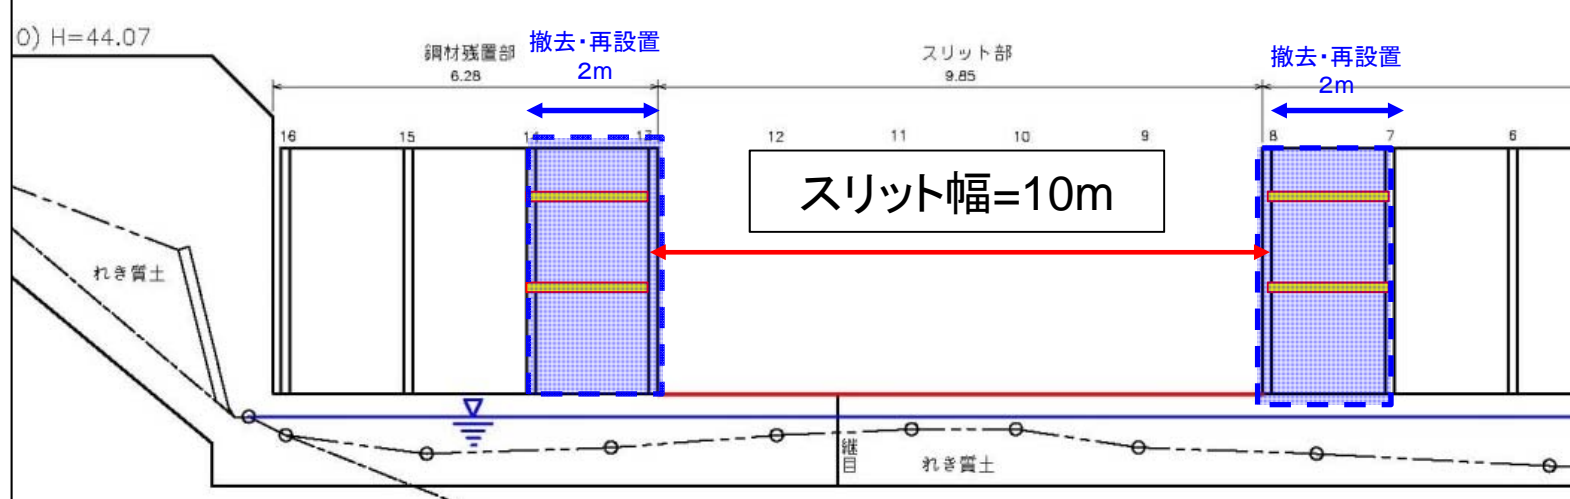 0) H=44.07
鋼材残置部
6.28
撤去・再設置
2m
スリット部
9.85
撤去・再設置
2m
16
15
14
13
12
11
10
9
8
7
6
スリット幅=10m
れき質土
継目
れき質土